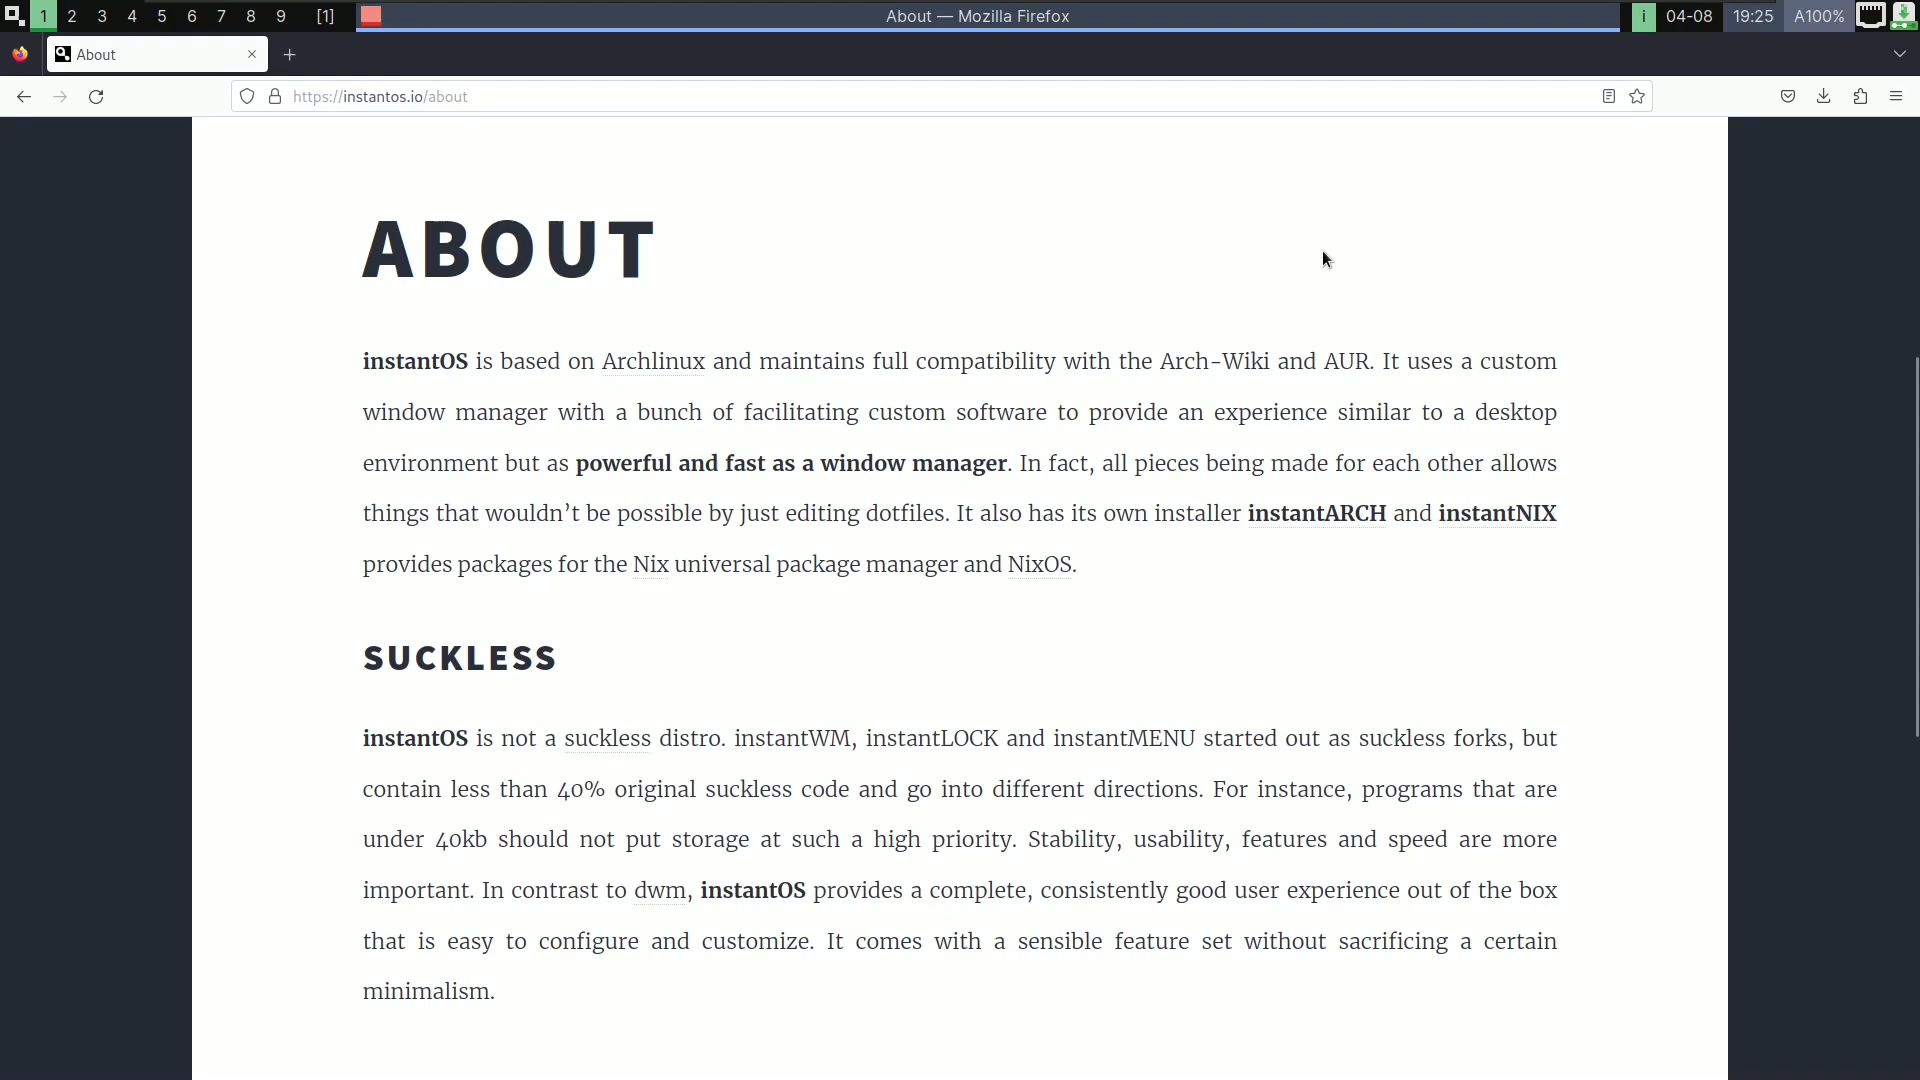 1 2 3 4 5 6 7 8 9 [1] About — Mozilla Firefox i 04-08 19:25 A100%
About
https://instantos.io/about
ABOUT
instantOS is based on Archlinux and maintains full compatibility with the Arch-Wiki and AUR. It uses a custom
window manager with a bunch of facilitating custom software to provide an experience similar to a desktop
environment but as powerful and fast as a window manager. In fact, all pieces being made for each other allows
things that wouldn’t be possible by just editing dotfiles. It also has its own installer instantARCH and instantNIX
provides packages for the Nix universal package manager and NixOS.
SUCKLESS
instantOS is not a suckless distro. instantWM, instantLOCK and instantMENU started out as suckless forks, but
contain less than 40% original suckless code and go into different directions. For instance, programs that are
under 40kb should not put storage at such a high priority. Stability, usability, features and speed are more
important. In contrast to dwm, instantOS provides a complete, consistently good user experience out of the box
that is easy to configure and customize. It comes with a sensible feature set without sacrificing a certain
minimalism.